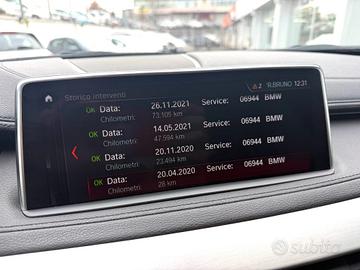 2 'R.BRUNO' 12:31
Storico interventi
OK Data: 26.11.2021 Service: 06944 BMW
Chilometri: 73.105 km
OK Data: 14.05.2021 Service: 06944 BMW
Chilometri: 47.594 km
OK Data: 20.11.2020 Service: 06944 BMW
Chilometri: 23.494 km
OK Data: 20.04.2020 Service: 06944 BMW
Chilometri: 28 km
subito